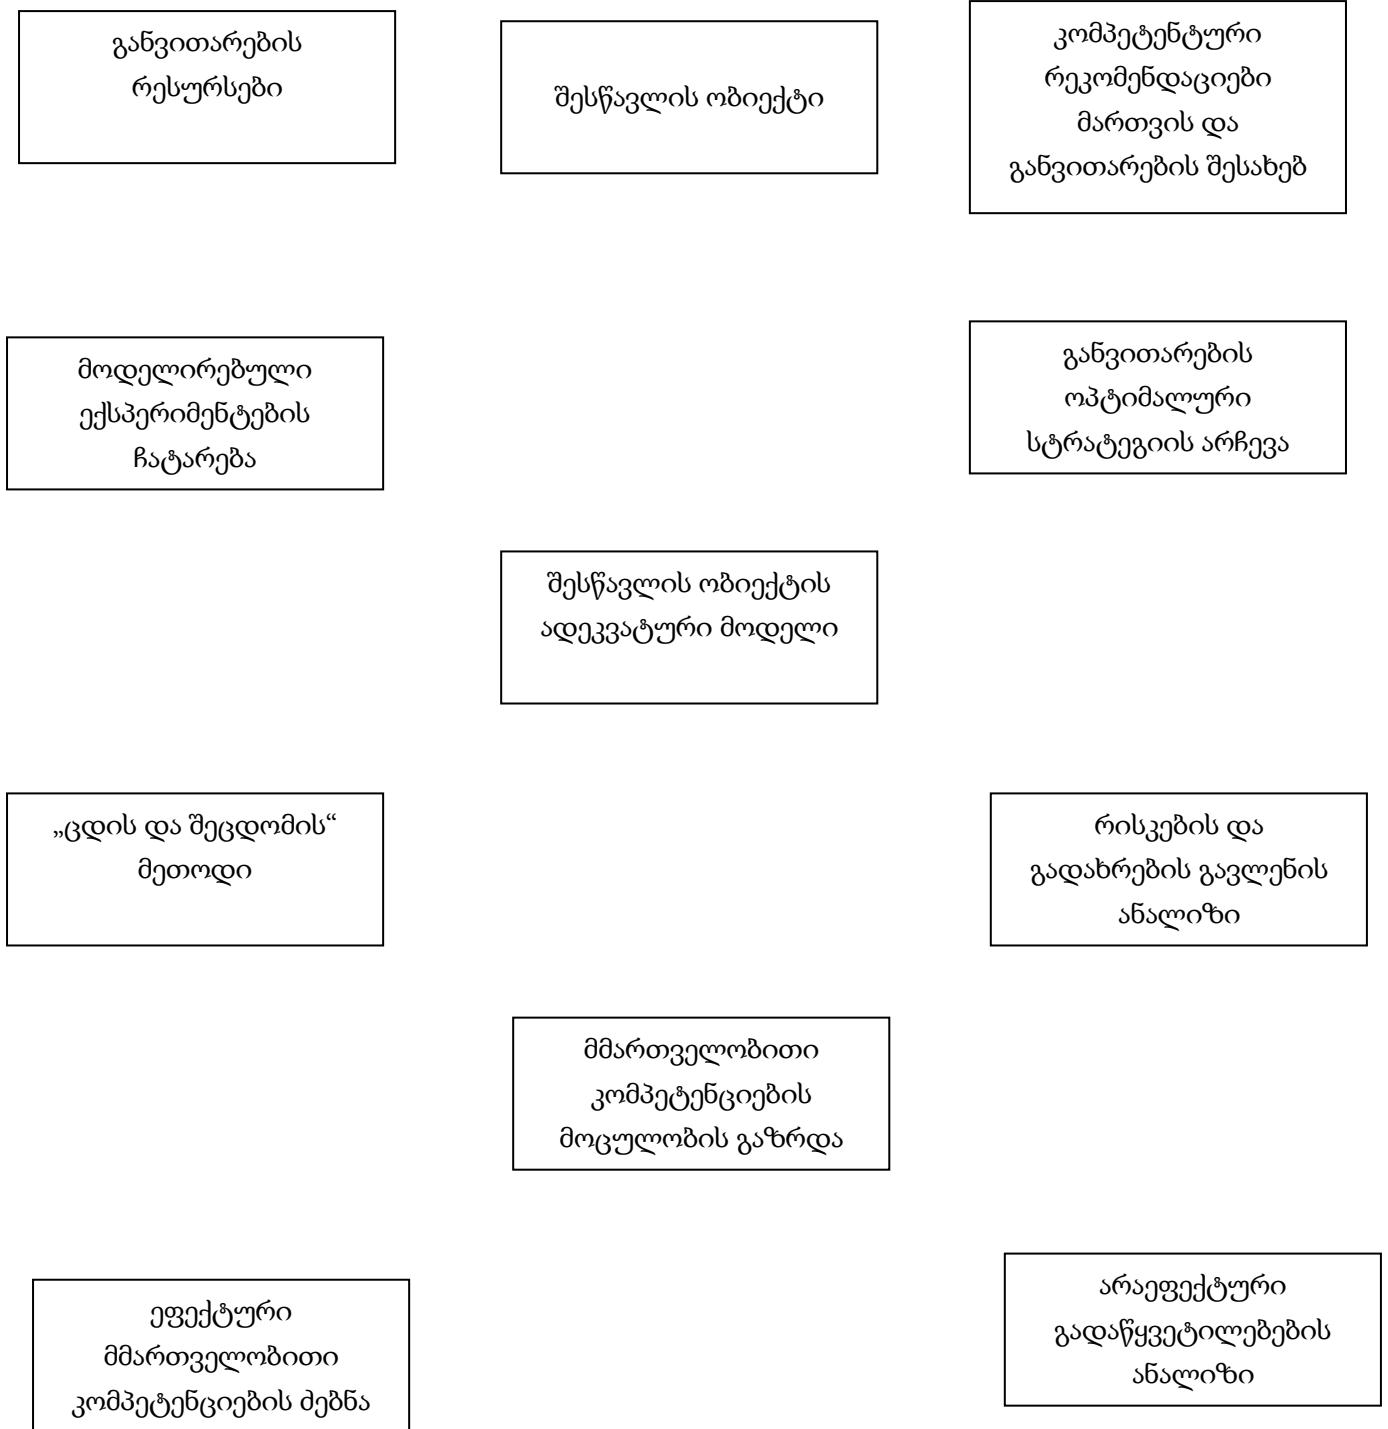 განვითარების
რესურსები
შესწავლის ობიექტი
კომპეტენტური
რეკომენდაციები
მართვის და
განვითარების შესახებ
მოდელირებული
ექსპერიმენტების
ჩატარება
განვითარების
ოპტიმალური
სტრატეგიის არჩევა
შესწავლის ობიექტის
ადეკვატური მოდელი
„ცდის და შეცდომის“
მეთოდი
რისკების და
გადახრების გავლენის
ანალიზი
მმართველობითი
კომპეტენციების
მოცულობის გაზრდა
ეფექტური
მმართველობითი
კომპეტენციების ძებნა
არაეფექტური
გადაწყვეტილებების
ანალიზი